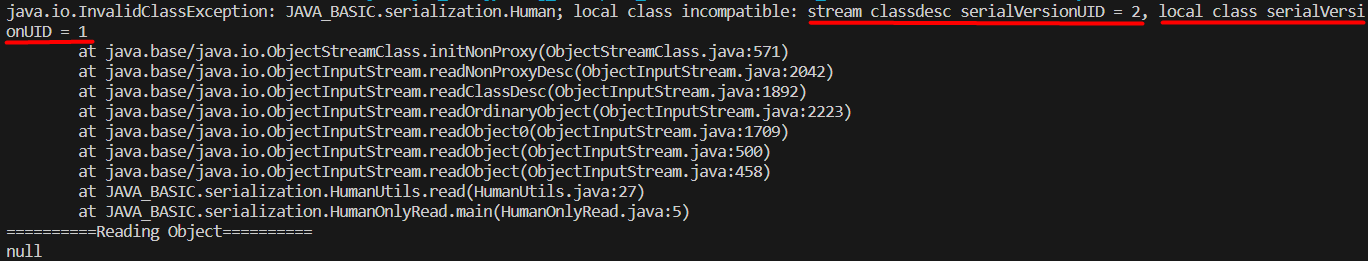 java.io.InvalidClassException: JAVA_BASIC.serialization.Human; local class incompatible: stream classdesc serialVersionUID = 2, local class serialVersi
onUID = 1
        at java.base/java.io.ObjectStreamClass.initNonProxy(ObjectStreamClass.java:571)
        at java.base/java.io.ObjectInputStream.readNonProxyDesc(ObjectInputStream.java:2042)
        at java.base/java.io.ObjectInputStream.readClassDesc(ObjectInputStream.java:1892)
        at java.base/java.io.ObjectInputStream.readOrdinaryObject(ObjectInputStream.java:2223)
        at java.base/java.io.ObjectInputStream.readObject0(ObjectInputStream.java:1709)
        at java.base/java.io.ObjectInputStream.readObject(ObjectInputStream.java:500)
        at java.base/java.io.ObjectInputStream.readObject(ObjectInputStream.java:458)
        at JAVA_BASIC.serialization.HumanUtils.read(HumanUtils.java:27)
        at JAVA_BASIC.serialization.HumanOnlyRead.main(HumanOnlyRead.java:5)
==========Reading Object==========
null